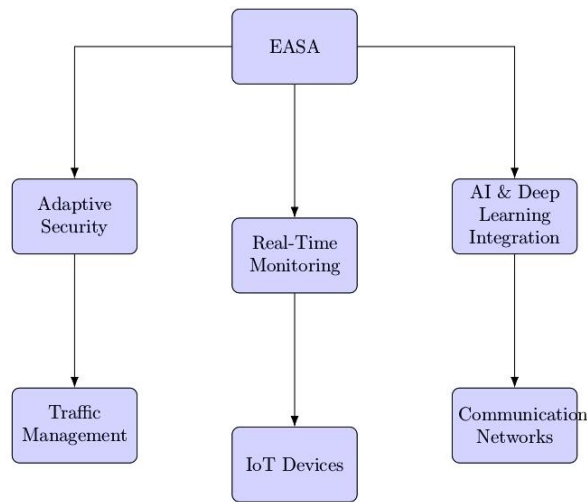 EASA
Adaptive
Security
Real-Time
Monitoring
AI & Deep
Learning
Integration
Traffic
Management
IoT Devices
Communication
Networks